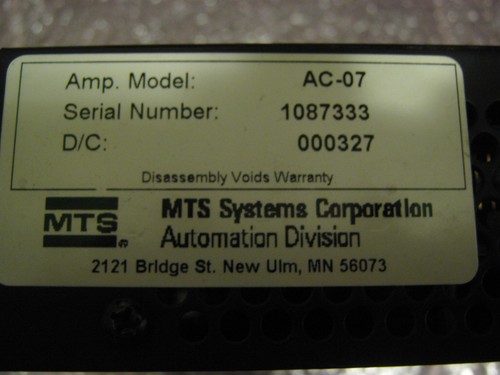 Amp. Model: AC-07
Serial Number: 1087333
D/C: 000327
Disassembly Voids Warranty
MTS® MTS Systems Corporation
Automation Division
2121 Bridge St. New Ulm, MN 56073